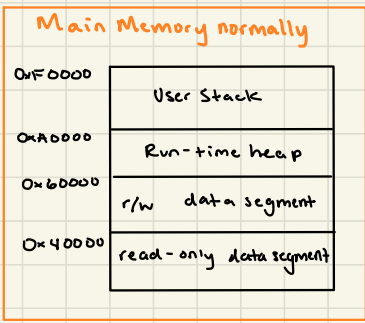 Main Memory normally
0xF0000
User Stack
0xA0000
Run-time heap
0x60000
r/w data segment
0x40000
read-only data segment